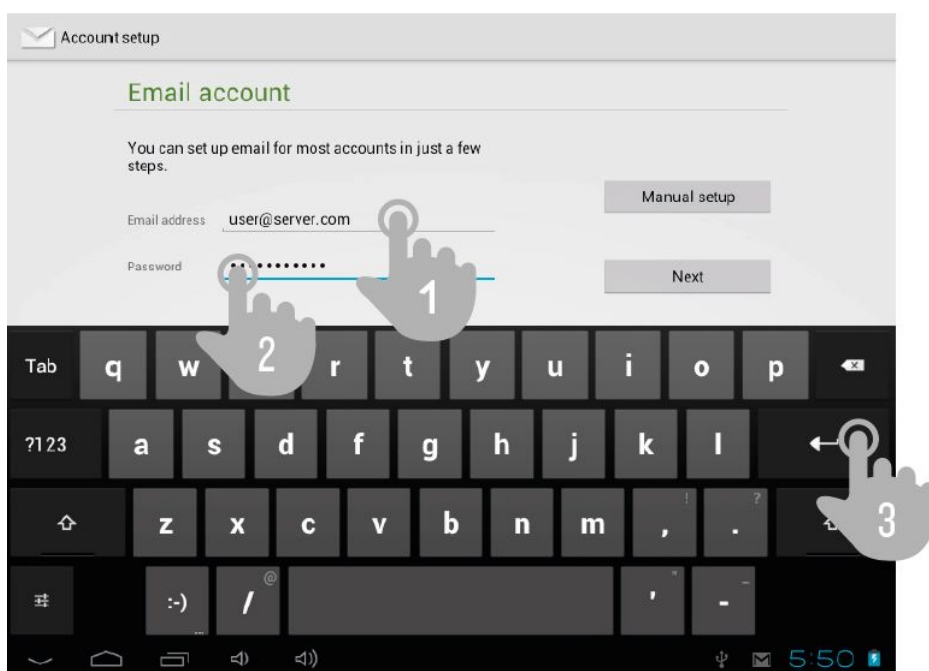 Account setup
Email account
You can set up email for most accounts in just a few
steps.
Manual setup
Email address user@server.com
Password •••••••••••
Next
1
2
3
Tab q w r t y u i o p
?123 a s d f g h j k l
z x c v b n m , ! . ?
:-) ... / @ ' " - _
5:50